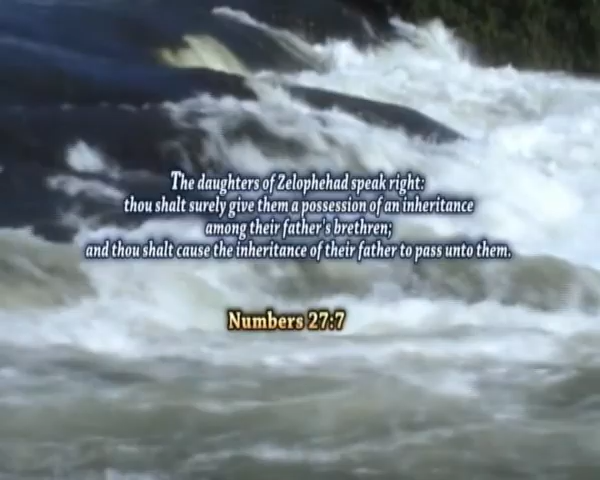 The daughters of Zelophehad speak right:
thou shalt surely give them a possession of an inheritance
among their father's brethren;
and thou shalt cause the inheritance of their father to pass unto them.
Numbers 27:7